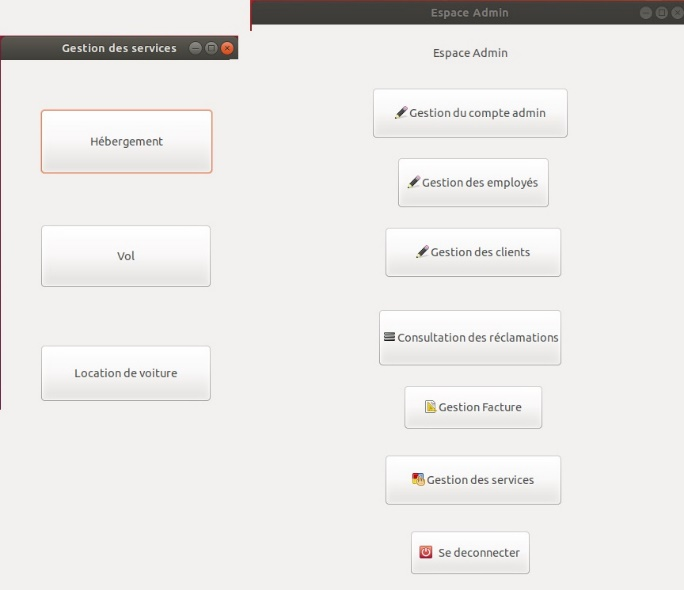 Gestion des services
Hébergement
Vol
Location de voiture
Espace Admin
Espace Admin
Gestion du compte admin
Gestion des employés
Gestion des clients
Consultation des réclamations
Gestion Facture
Gestion des services
Se deconnecter